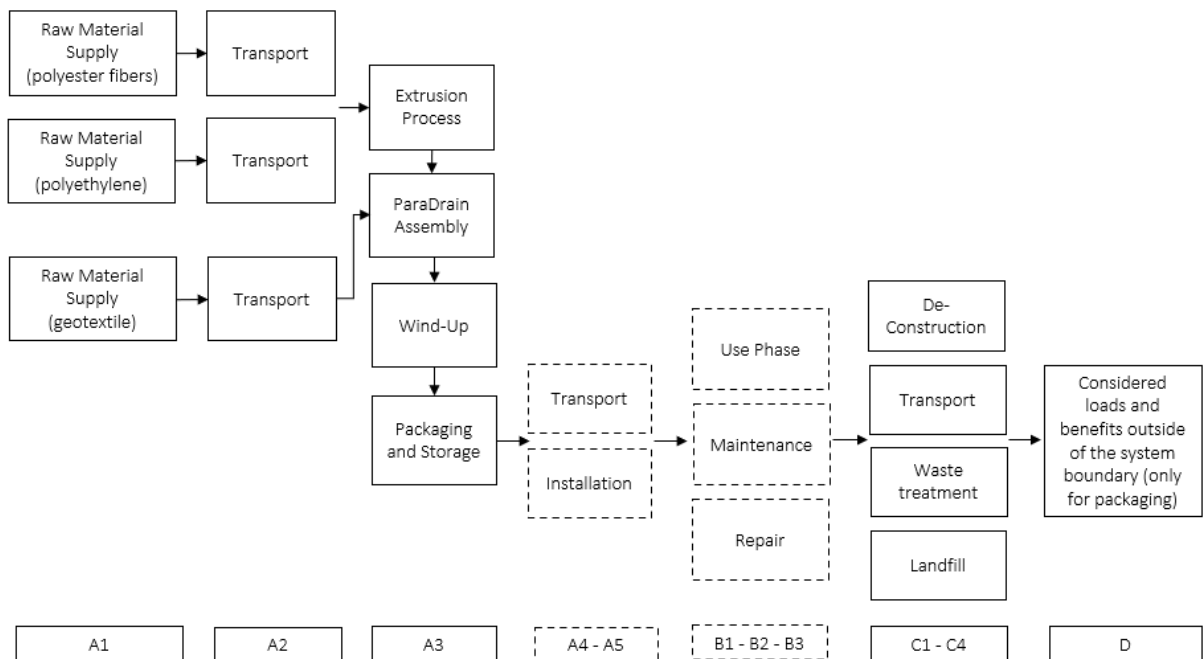 Raw Material
Supply
(polyester fibers)
Transport
Extrusion
Process
Raw Material
Supply
(polyethylene)
Transport
ParaDrain
Assembly
Raw Material
Supply
(geotextile)
Transport
Wind-Up
Packaging
and Storage
Transport
Installation
Use Phase
Maintenance
Repair
De-
Construction
Transport
Waste
treatment
Landfill
Considered
loads and
benefits outside
of the system
boundary (only
for packaging)
A1
A2
A3
A4 - A5
B1 - B2 - B3
C1 - C4
D